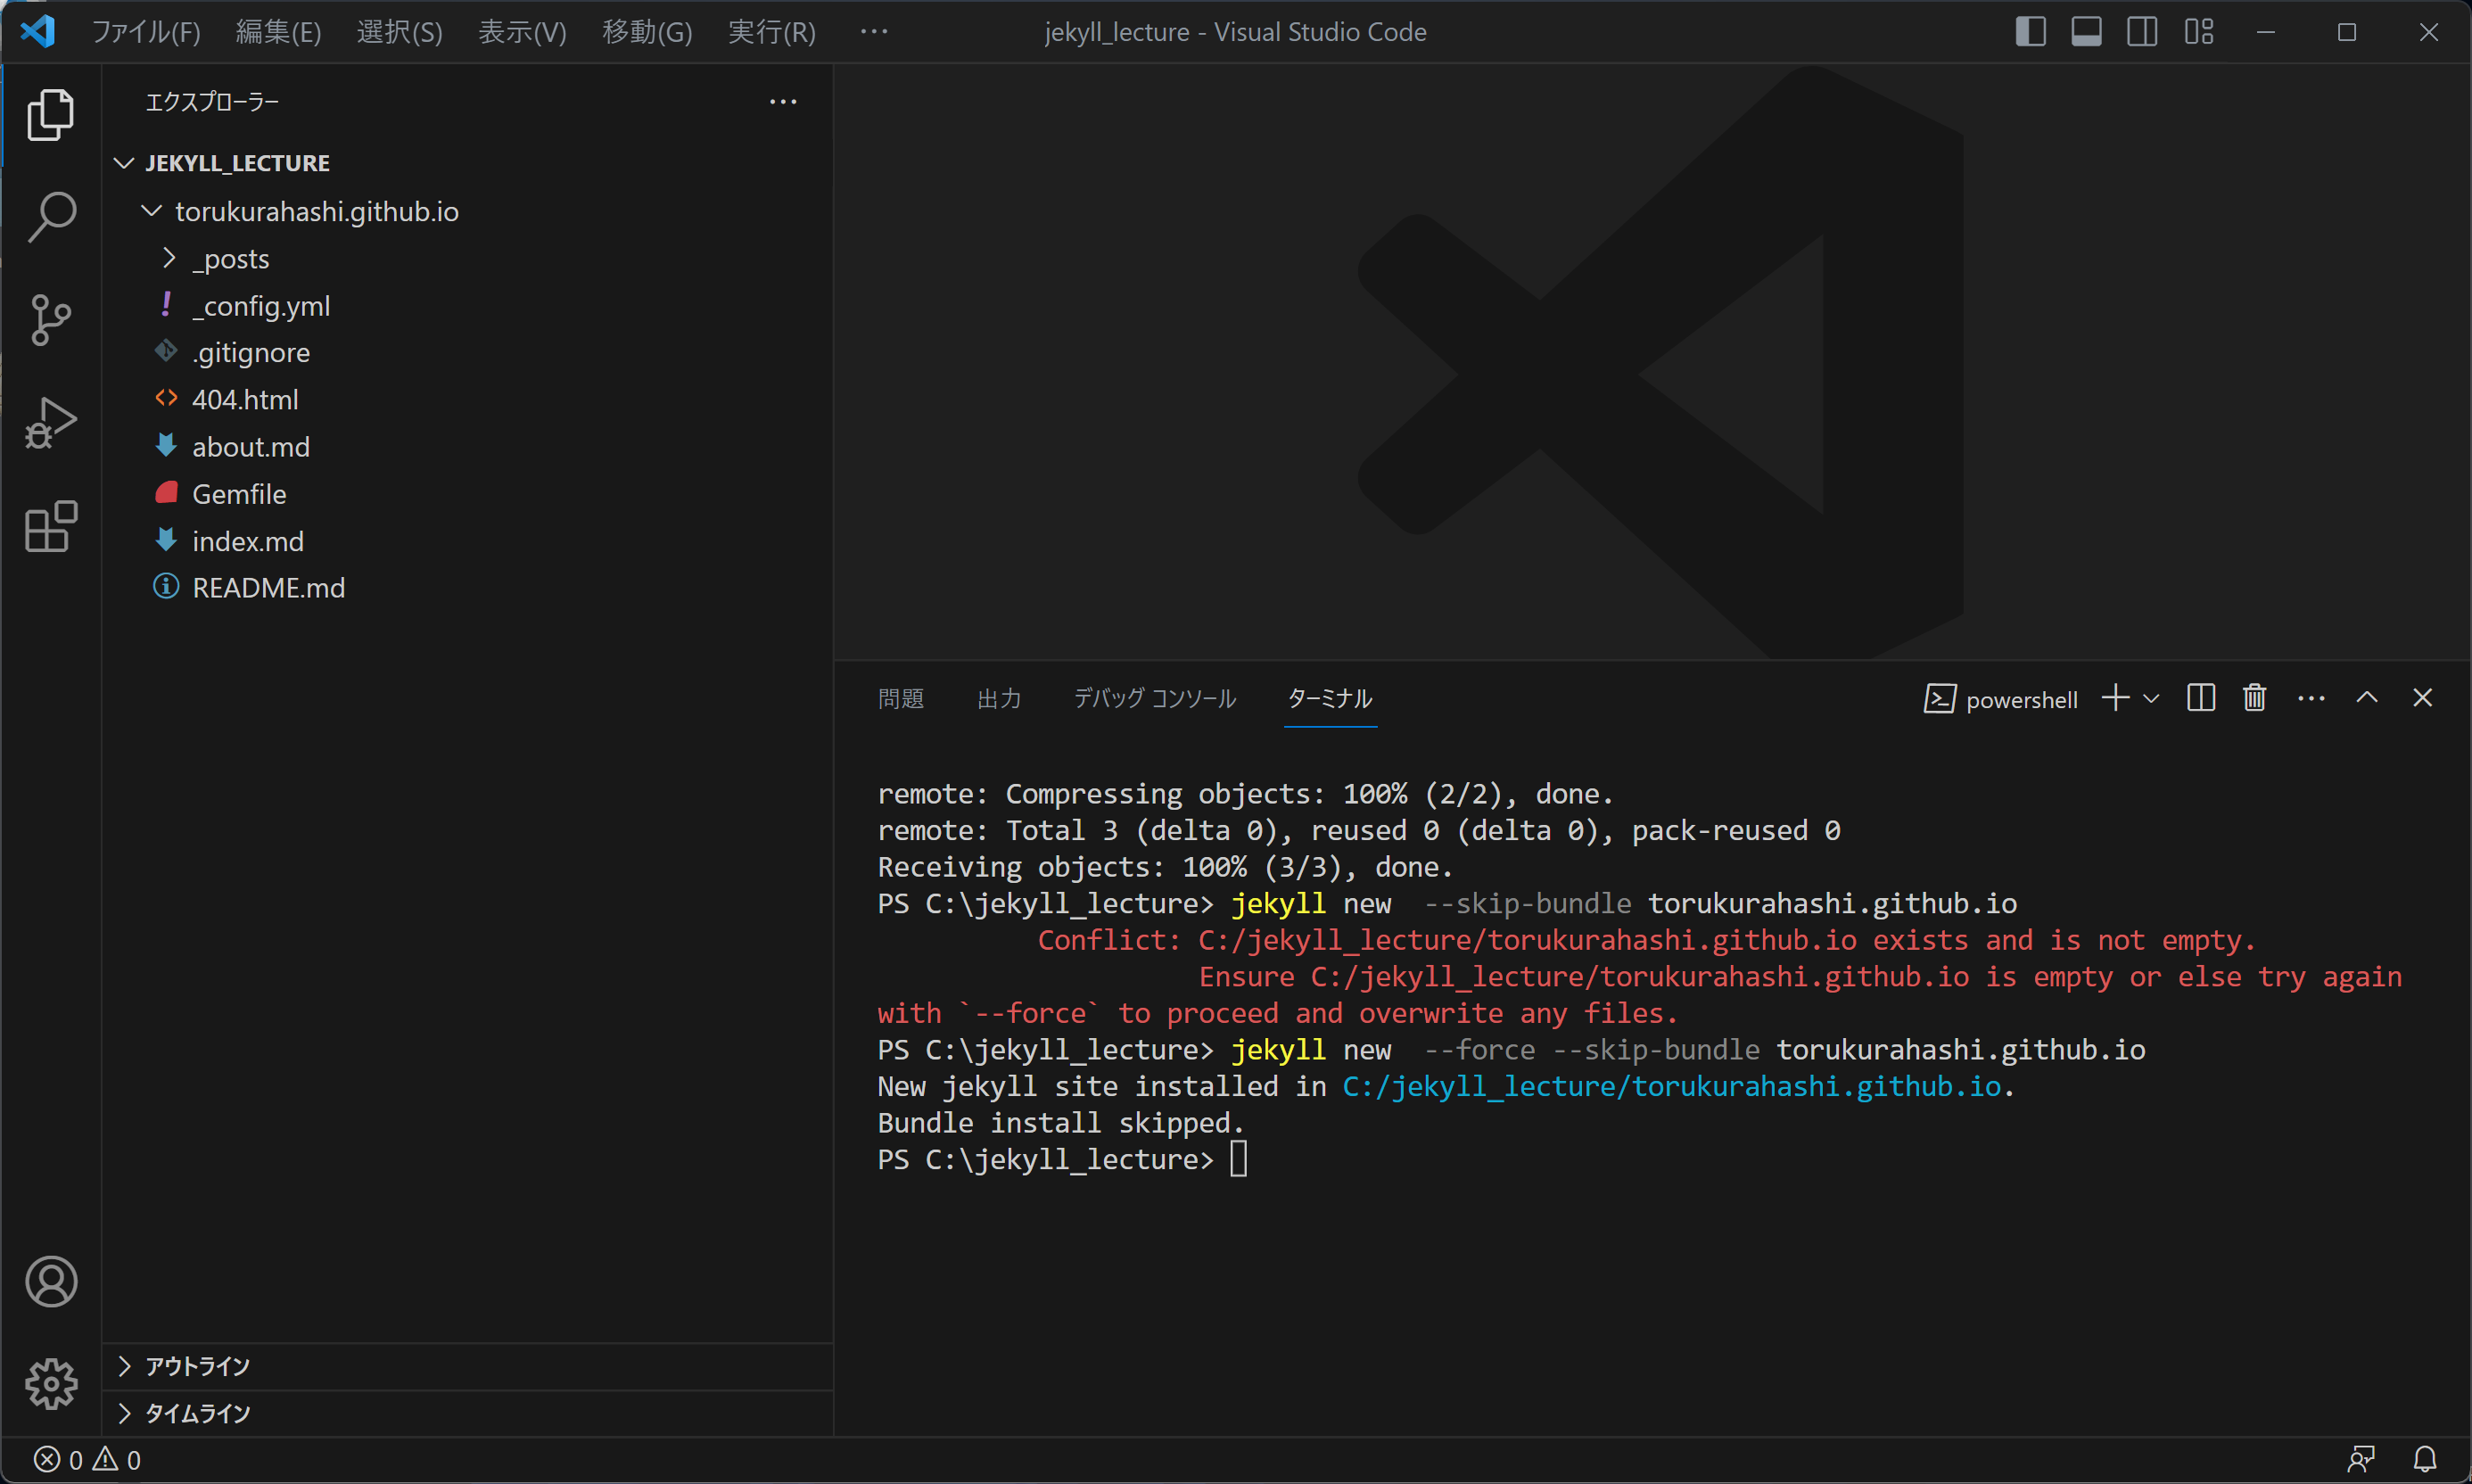 ファイル(F) 編集(E) 選択(S) 表示(V) 移動(G) 実行(R) ··· jekyll_lecture - Visual Studio Code
エクスプローラー ···
JEKYLL_LECTURE
torukurahashi.github.io
_posts
_config.yml
.gitignore
404.html
about.md
Gemfile
index.md
README.md
アウトライン
タイムライン
問題 出力 デバッグ コンソール ターミナル powershell
remote: Compressing objects: 100% (2/2), done.
remote: Total 3 (delta 0), reused 0 (delta 0), pack-reused 0
Receiving objects: 100% (3/3), done.
PS C:\jekyll_lecture> jekyll new  --skip-bundle torukurahashi.github.io
Conflict: C:/jekyll_lecture/torukurahashi.github.io exists and is not empty.
Ensure C:/jekyll_lecture/torukurahashi.github.io is empty or else try again
with `--force` to proceed and overwrite any files.
PS C:\jekyll_lecture> jekyll new  --force --skip-bundle torukurahashi.github.io
New jekyll site installed in C:/jekyll_lecture/torukurahashi.github.io.
Bundle install skipped.
PS C:\jekyll_lecture>
0 0